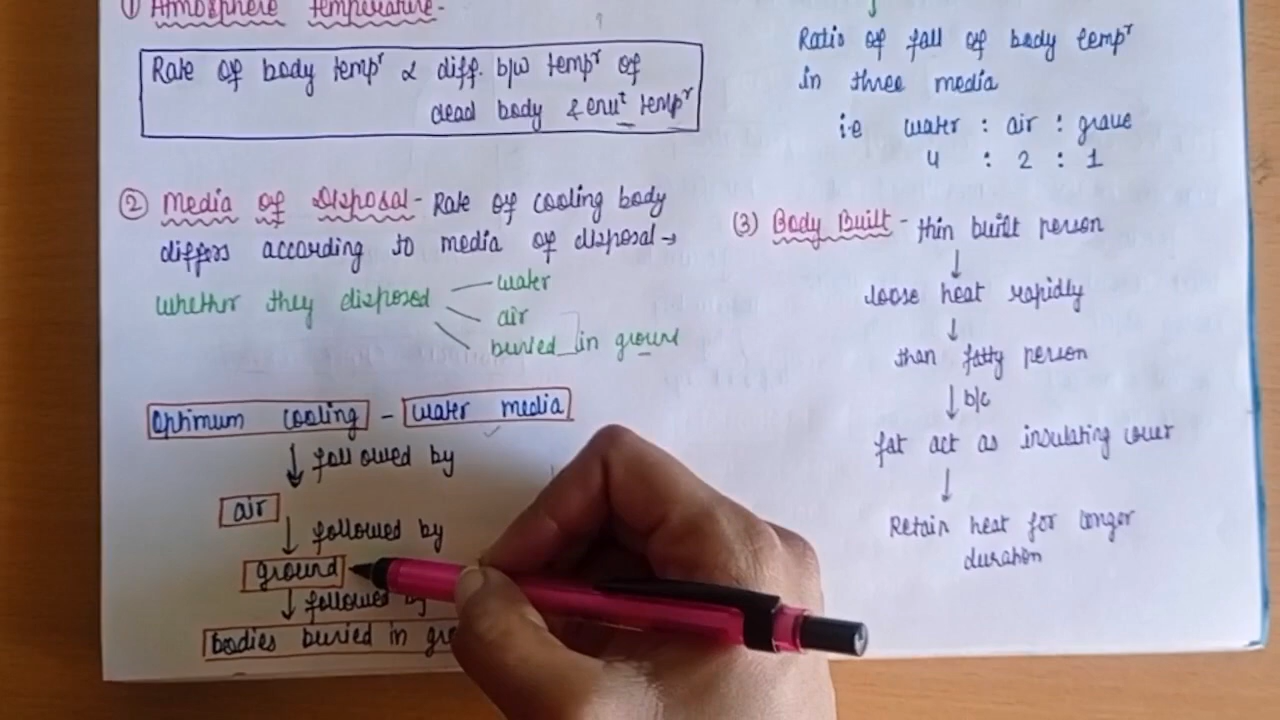 ① Atmosphere temperature-
Rate of body tempʳ α diff. b/w tempʳ of
dead body & enuᵗ tempʳ
② Media of Disposal - Rate of cooling body
differs according to media of disposal→
whether they disposed
water
air
buried in ground
optimum cooling - water media
↓ followed by
air
↓ followed by
ground
↓ followed by
bodies buried in
Ratio of fall of body tempʳ
in three media
i.e water : air : grave
4 : 2 : 1
(3) Body Built - thin built person
↓
loose heat rapidly
↓
than fatty person
↓ b/c
fat act as insulating cover
↓
Retain heat for longer
duration